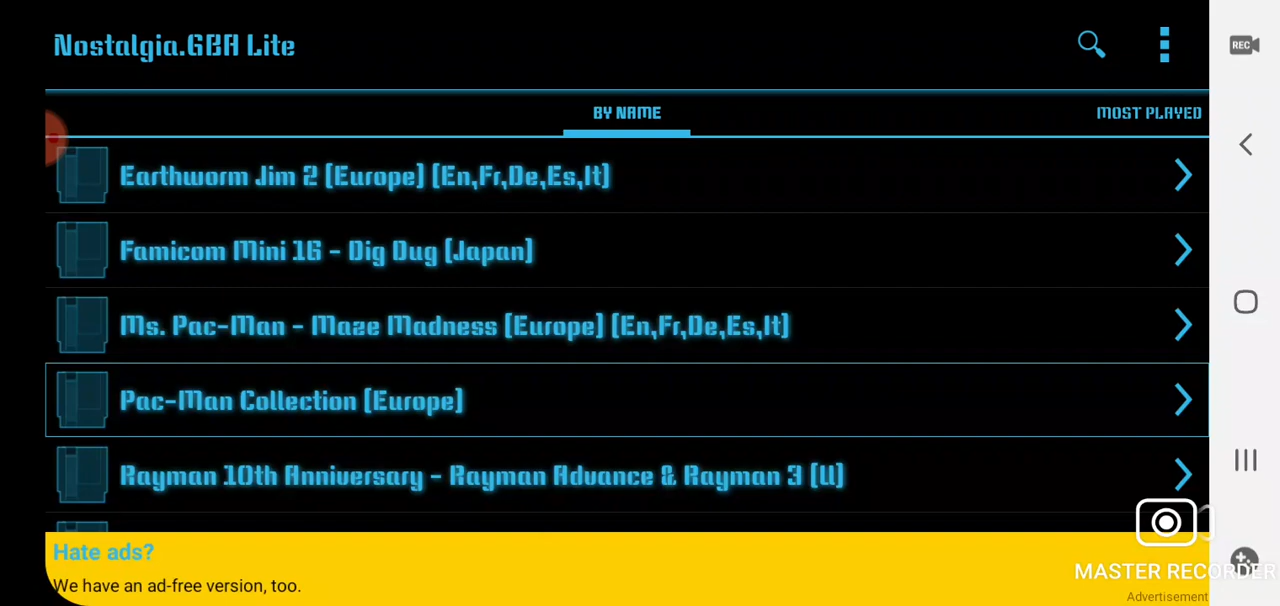 Nostalgia.GBA Lite
REC
BY NAME
MOST PLAYED
Earthworm Jim 2 (Europe) (En,Fr,De,Es,It)
Famicom Mini 16 - Dig Dug (Japan)
Ms. Pac-Man - Maze Madness (Europe) (En,Fr,De,Es,It)
Pac-Man Collection (Europe)
Rayman 10th Anniversary - Rayman Advance & Rayman 3 (U)
Hate ads?
We have an ad-free version, too.
MASTER RECORDER
Advertisement